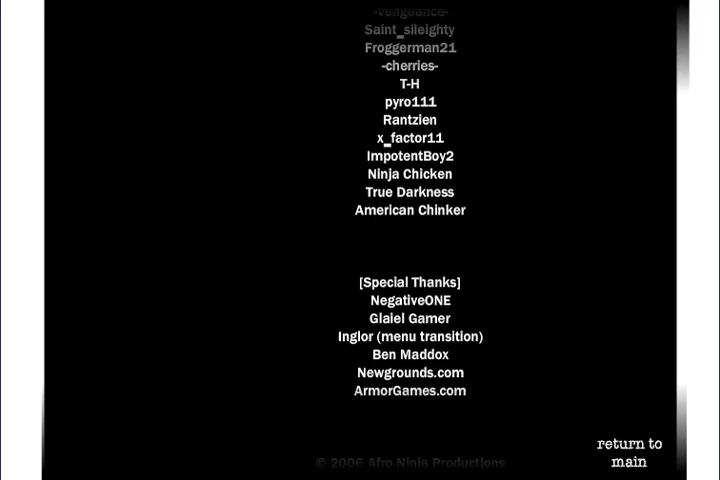 -Vengeance-
Saint_sileighty
Froggerman21
-cherries-
T-H
pyro111
Rantzien
x_factor11
ImpotentBoy2
Ninja Chicken
True Darkness
American Chinker
[Special Thanks]
NegativeONE
Glaiel Gamer
Inglor (menu transition)
Ben Maddox
Newgrounds.com
ArmorGames.com
© 2006 Afro Ninja Productions
return to
main